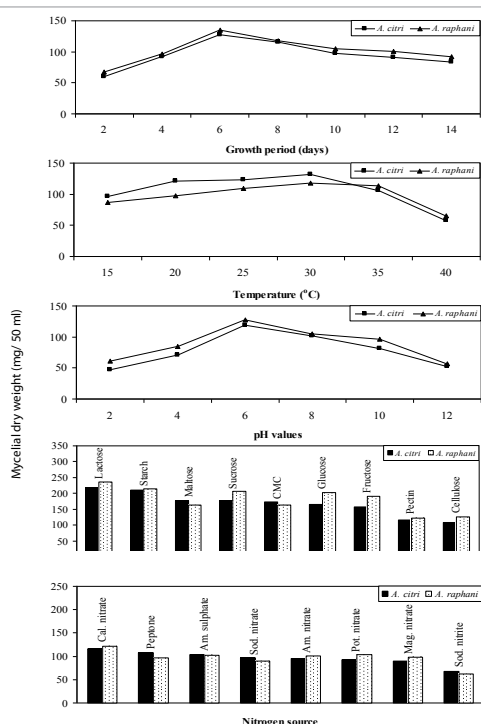 Mycelial dry weight (mg/ 50 ml)
A. citri A. raphani
150
100
50
0
2 4 6 8 10 12 14
Growth period (days)
A. citri A. raphani
150
100
50
0
15 20 25 30 35 40
Temperature (°C)
A. citri A. raphani
150
100
50
0
2 4 6 8 10 12
pH values
A. citri A. raphani
350
300
250
200
150
100
50
Lactose
Starch
Maltose
Sucrose
CMC
Glucose
Fructose
Pectin
Cellulose
A. citri A. raphani
250
200
150
100
50
0
Cal. nitrate
Peptone
Am. sulphate
Sod. nitrate
Am. nitrate
Pot. nitrate
Mag. nitrate
Sod. nitrite
Nitrogen source